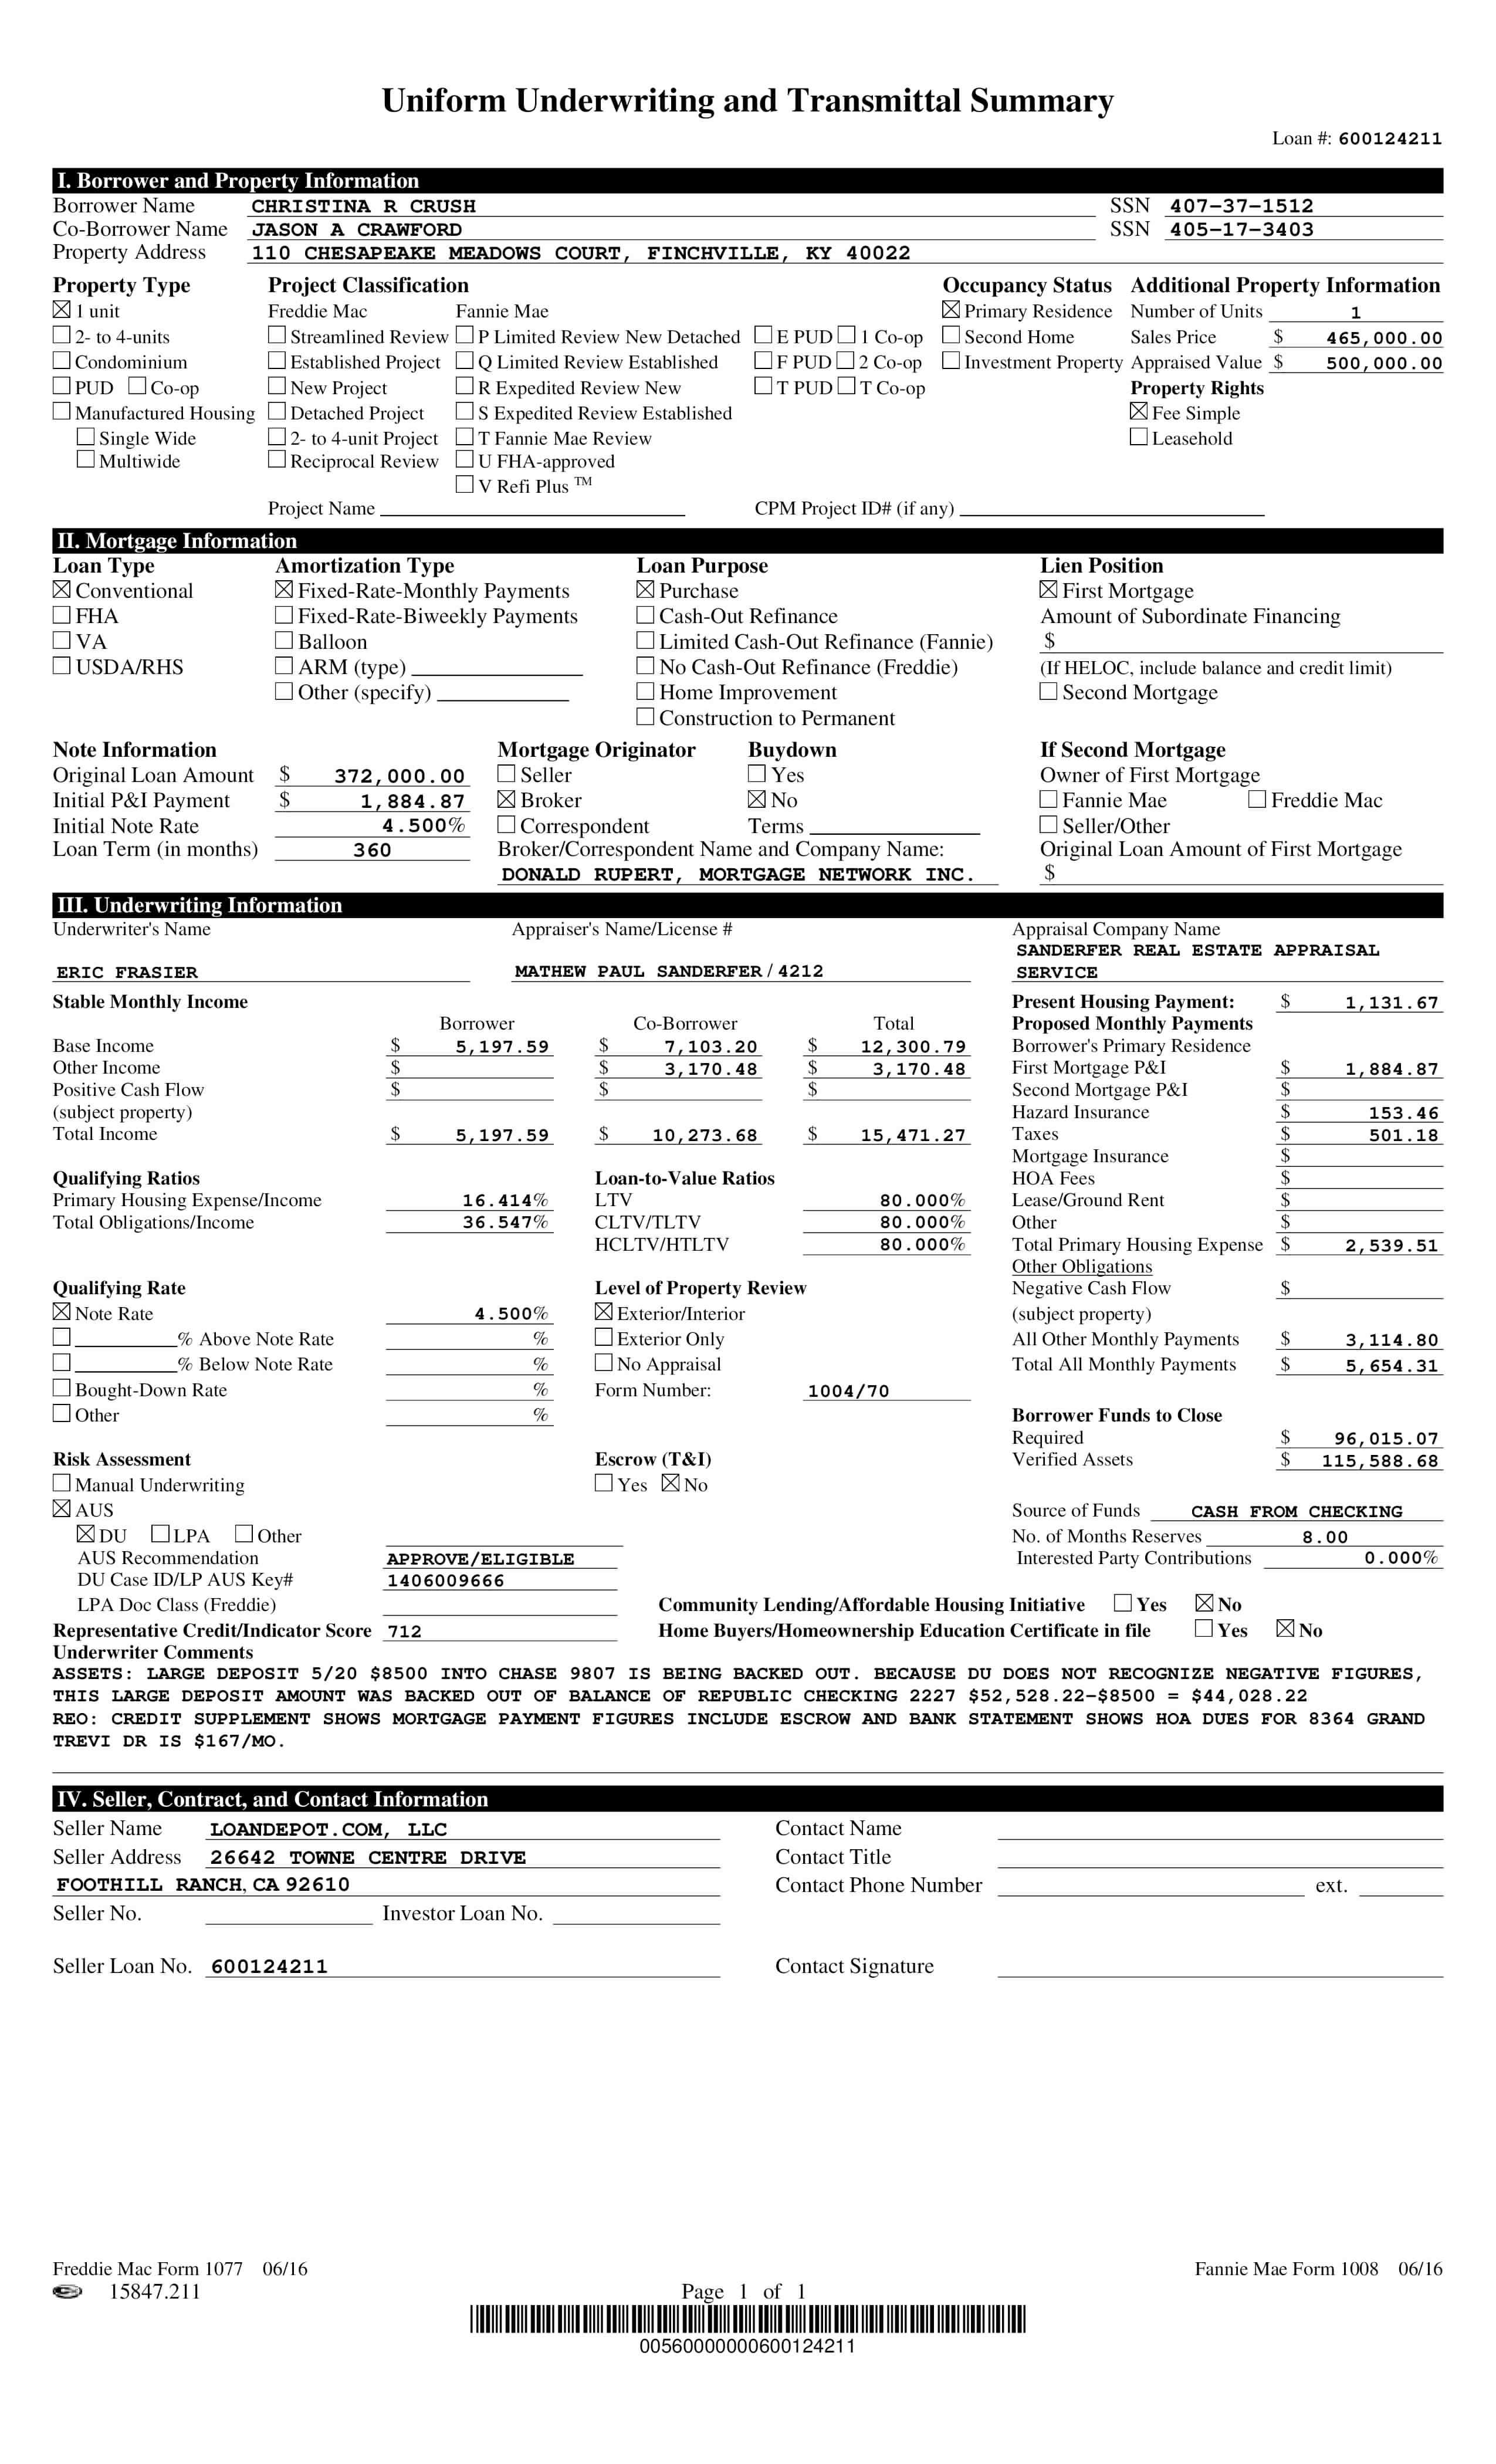 Uniform Underwriting and Transmittal Summary
Loan #: 600124211
I. Borrower and Property Information
Borrower Name CHRISTINA R CRUSH SSN 407-37-1512
Co-Borrower Name JASON A CRAWFORD SSN 405-17-3403
Property Address 110 CHESAPEAKE MEADOWS COURT, FINCHVILLE, KY 40022
Property Type Project Classification Occupancy Status Additional Property Information
☒ 1 unit Freddie Mac Fannie Mae ☒ Primary Residence Number of Units 1
☐ 2- to 4-units ☐ Streamlined Review ☐ P Limited Review New Detached ☐ E PUD ☐ 1 Co-op ☐ Second Home Sales Price $ 465,000.00
☐ Condominium ☐ Established Project ☐ Q Limited Review Established ☐ F PUD ☐ 2 Co-op ☐ Investment Property Appraised Value $ 500,000.00
☐ PUD ☐ Co-op ☐ New Project ☐ R Expedited Review New ☐ T PUD ☐ T Co-op Property Rights
☐ Manufactured Housing ☐ Detached Project ☐ S Expedited Review Established ☒ Fee Simple
☐ Single Wide ☐ 2- to 4-unit Project ☐ T Fannie Mae Review ☐ Leasehold
☐ Multiwide ☐ Reciprocal Review ☐ U FHA-approved
☐ V Refi Plus TM
Project Name CPM Project ID# (if any)
II. Mortgage Information
Loan Type Amortization Type Loan Purpose Lien Position
☒ Conventional ☒ Fixed-Rate-Monthly Payments ☒ Purchase ☒ First Mortgage
☐ FHA ☐ Fixed-Rate-Biweekly Payments ☐ Cash-Out Refinance Amount of Subordinate Financing
☐ VA ☐ Balloon ☐ Limited Cash-Out Refinance (Fannie) $
☐ USDA/RHS ☐ ARM (type) ☐ No Cash-Out Refinance (Freddie) (If HELOC, include balance and credit limit)
☐ Other (specify) ☐ Home Improvement ☐ Second Mortgage
☐ Construction to Permanent
Note Information Mortgage Originator Buydown If Second Mortgage
Original Loan Amount $ 372,000.00 ☐ Seller ☐ Yes Owner of First Mortgage
Initial P&I Payment $ 1,884.87 ☒ Broker ☒ No ☐ Fannie Mae ☐ Freddie Mac
Initial Note Rate 4.500% ☐ Correspondent Terms ☐ Seller/Other
Loan Term (in months) 360 Broker/Correspondent Name and Company Name: Original Loan Amount of First Mortgage
DONALD RUPERT, MORTGAGE NETWORK INC. $
III. Underwriting Information
Underwriter's Name Appraiser's Name/License # Appraisal Company Name
SANDERFER REAL ESTATE APPRAISAL
ERIC FRASIER MATHEW PAUL SANDERFER / 4212 SERVICE
Stable Monthly Income Present Housing Payment: $ 1,131.67
Borrower Co-Borrower Total Proposed Monthly Payments
Base Income $ 5,197.59 $ 7,103.20 $ 12,300.79 Borrower's Primary Residence
Other Income $ $ 3,170.48 $ 3,170.48 First Mortgage P&I $ 1,884.87
Positive Cash Flow $ $ $ Second Mortgage P&I $
(subject property) Hazard Insurance $ 153.46
Total Income $ 5,197.59 $ 10,273.68 $ 15,471.27 Taxes $ 501.18
Mortgage Insurance $
Qualifying Ratios Loan-to-Value Ratios HOA Fees $
Primary Housing Expense/Income 16.414% LTV 80.000% Lease/Ground Rent $
Total Obligations/Income 36.547% CLTV/TLTV 80.000% Other $
HCLTV/HTLTV 80.000% Total Primary Housing Expense $ 2,539.51
Other Obligations
Qualifying Rate Level of Property Review Negative Cash Flow $
☒ Note Rate 4.500% ☒ Exterior/Interior (subject property)
☐ % Above Note Rate % ☐ Exterior Only All Other Monthly Payments $ 3,114.80
☐ % Below Note Rate % ☐ No Appraisal Total All Monthly Payments $ 5,654.31
☐ Bought-Down Rate % Form Number: 1004/70
☐ Other % Borrower Funds to Close
Required $ 96,015.07
Risk Assessment Escrow (T&I) Verified Assets $ 115,588.68
☐ Manual Underwriting ☐ Yes ☒ No
☒ AUS Source of Funds CASH FROM CHECKING
☒ DU ☐ LPA ☐ Other No. of Months Reserves 8.00
AUS Recommendation APPROVE/ELIGIBLE Interested Party Contributions 0.000%
DU Case ID/LP AUS Key# 1406009666
LPA Doc Class (Freddie) Community Lending/Affordable Housing Initiative ☐ Yes ☒ No
Representative Credit/Indicator Score 712 Home Buyers/Homeownership Education Certificate in file ☐ Yes ☒ No
Underwriter Comments
ASSETS: LARGE DEPOSIT 5/20 $8500 INTO CHASE 9807 IS BEING BACKED OUT. BECAUSE DU DOES NOT RECOGNIZE NEGATIVE FIGURES,
THIS LARGE DEPOSIT AMOUNT WAS BACKED OUT OF BALANCE OF REPUBLIC CHECKING 2227 $52,528.22-$8500 = $44,028.22
REO: CREDIT SUPPLEMENT SHOWS MORTGAGE PAYMENT FIGURES INCLUDE ESCROW AND BANK STATEMENT SHOWS HOA DUES FOR 8364 GRAND
TREVI DR IS $167/MO.
IV. Seller, Contract, and Contact Information
Seller Name LOANDEPOT.COM, LLC Contact Name
Seller Address 26642 TOWNE CENTRE DRIVE Contact Title
FOOTHILL RANCH, CA 92610 Contact Phone Number ext.
Seller No. Investor Loan No.
Seller Loan No. 600124211 Contact Signature
Freddie Mac Form 1077 06/16 Fannie Mae Form 1008 06/16
15847.211 Page 1 of 1
00560000000600124211